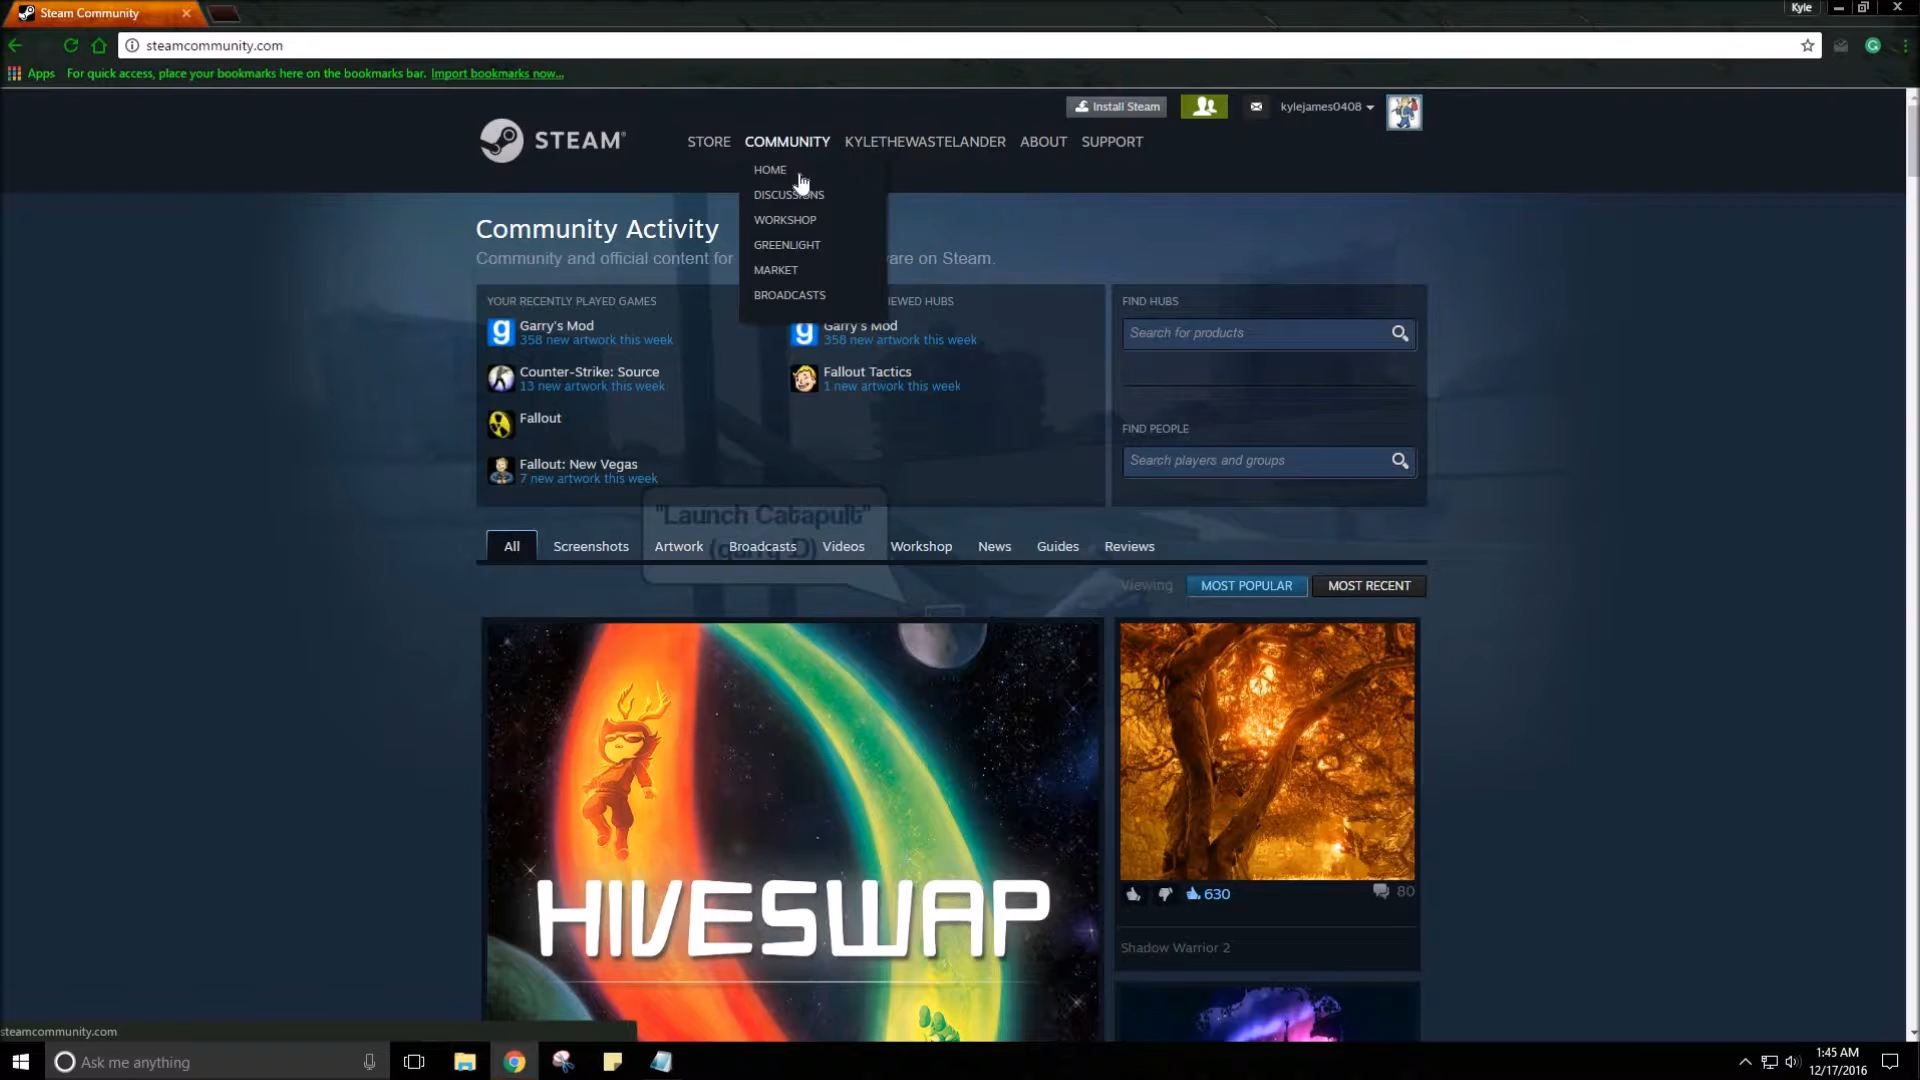 Steam Community
Kyle
steamcommunity.com
Apps For quick access, place your bookmarks here on the bookmarks bar. Import bookmarks now...
Install Steam
kylejames0408
STEAM
STORE COMMUNITY KYLETHEWASTELANDER ABOUT SUPPORT
HOME
DISCUSSIONS
WORKSHOP
GREENLIGHT
MARKET
BROADCASTS
Community Activity
Community and official content for are on Steam.
YOUR RECENTLY PLAYED GAMES
Garry's Mod
358 new artwork this week
Counter-Strike: Source
13 new artwork this week
Fallout
Fallout: New Vegas
7 new artwork this week
EWED HUBS
Garry's Mod
358 new artwork this week
Fallout Tactics
1 new artwork this week
FIND HUBS
Search for products
FIND PEOPLE
Search players and groups
"Launch Catapult"
All Screenshots Artwork Broadcasts Videos Workshop News Guides Reviews
Viewing MOST POPULAR MOST RECENT
HIVESWAP
630
80
Shadow Warrior 2
steamcommunity.com
Ask me anything
1:45 AM
12/17/2016